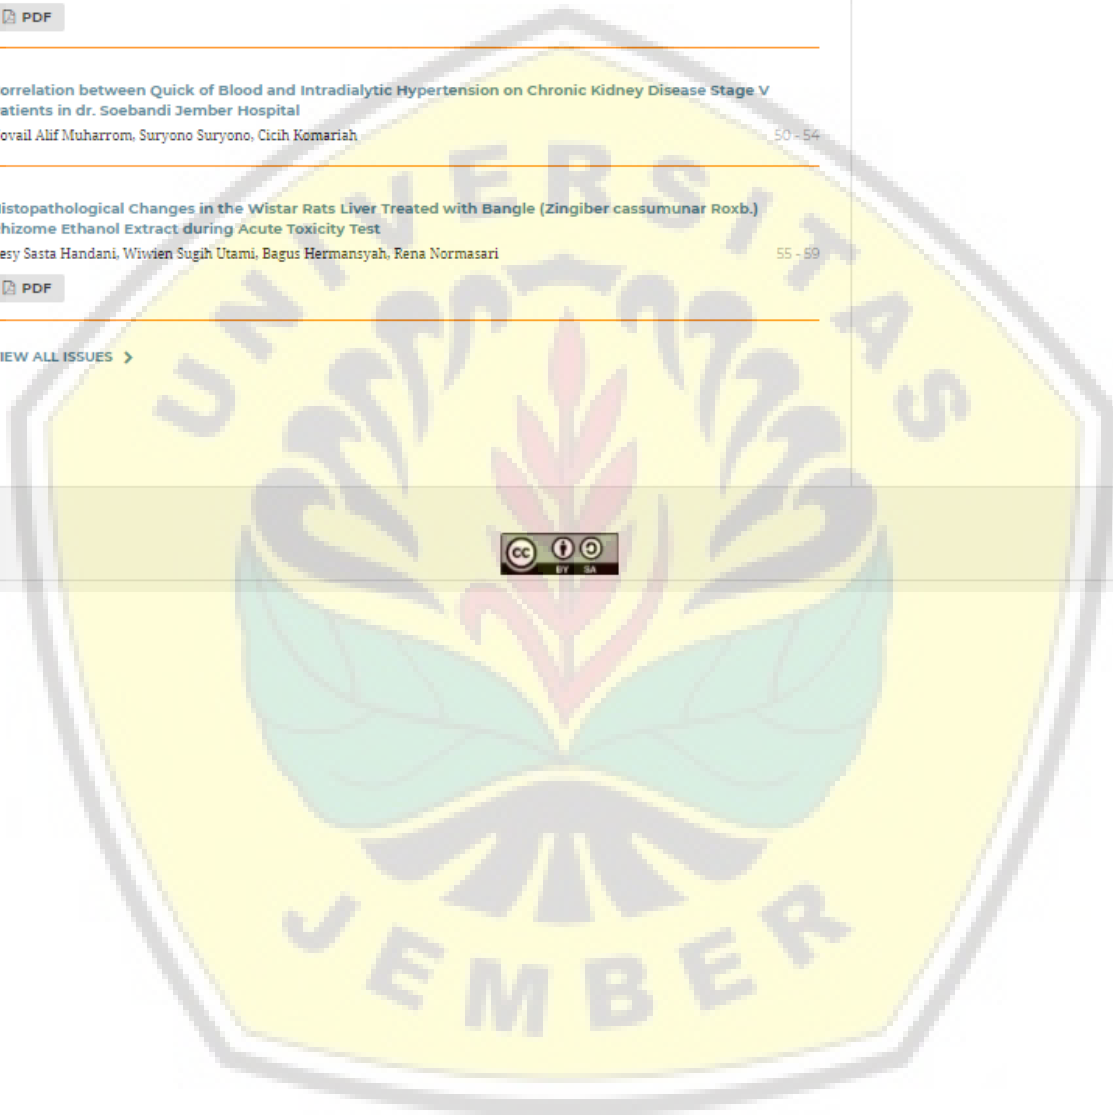 PDF
orrelation between Quick of Blood and Intradialytic Hypertension on Chronic Kidney Disease Stage V
atients in dr. Soebandi Jember Hospital
ovail Alif Muharrom, Suryono Suryono, Cicih Komariah 50 - 54
istopathological Changes in the Wistar Rats Liver Treated with Bangle (Zingiber cassumunar Roxb.)
hizome Ethanol Extract during Acute Toxicity Test
esy Sasta Handani, Wiwien Sugih Utami, Bagus Hermansyah, Rena Normasari 55 - 59
PDF
IEW ALL ISSUES
UNIVERSITAS
CC BY SA
JEMBER